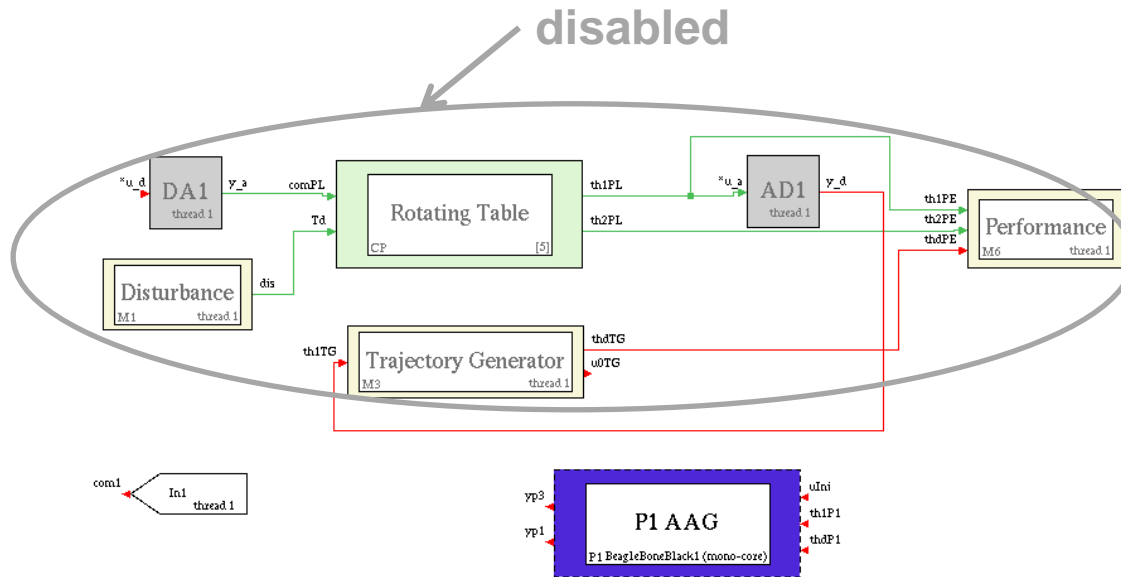 disabled
*u_d
DA1
thread 1
y_a
comPL
Td
Rotating Table
CP
[5]
th1PL
th2PL
*u_a
AD1
thread 1
y_d
th1PE
th2PE
thdPE
Performance
M6
thread 1
Disturbance
M1
thread 1
dis
th1TG
Trajectory Generator
M3
thread 1
thdTG
u0TG
com1
In1
thread 1
yp3
yp1
P1 AAG
P1 BeagleBoneBlack1 (mono-core)
uIni
th1P1
thdP1